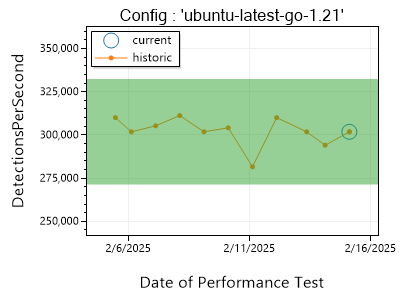 Config : 'ubuntu-latest-go-1.21'
current
historic
350,000
325,000
300,000
275,000
250,000
DetectionsPerSecond
2/6/2025
2/11/2025
2/16/2025
Date of Performance Test